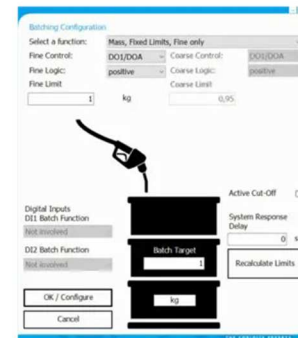 Batching Configuration
Select a function: Mass, Fixed Limits, Fine only
Fine Control: DO1/DOA Coarse Control: DO1/DOA
Fine Logic: positive Coarse Logic: positive
Fine Limit Coarse Limit
1 kg 0,95
Active Cut-Off
Digital Inputs
DI1 Batch Function
Not involved
System Response
Delay
0 s
DI2 Batch Function
Not involved
Batch Target
1
Recalculate Limits
OK / Configure
kg
Cancel